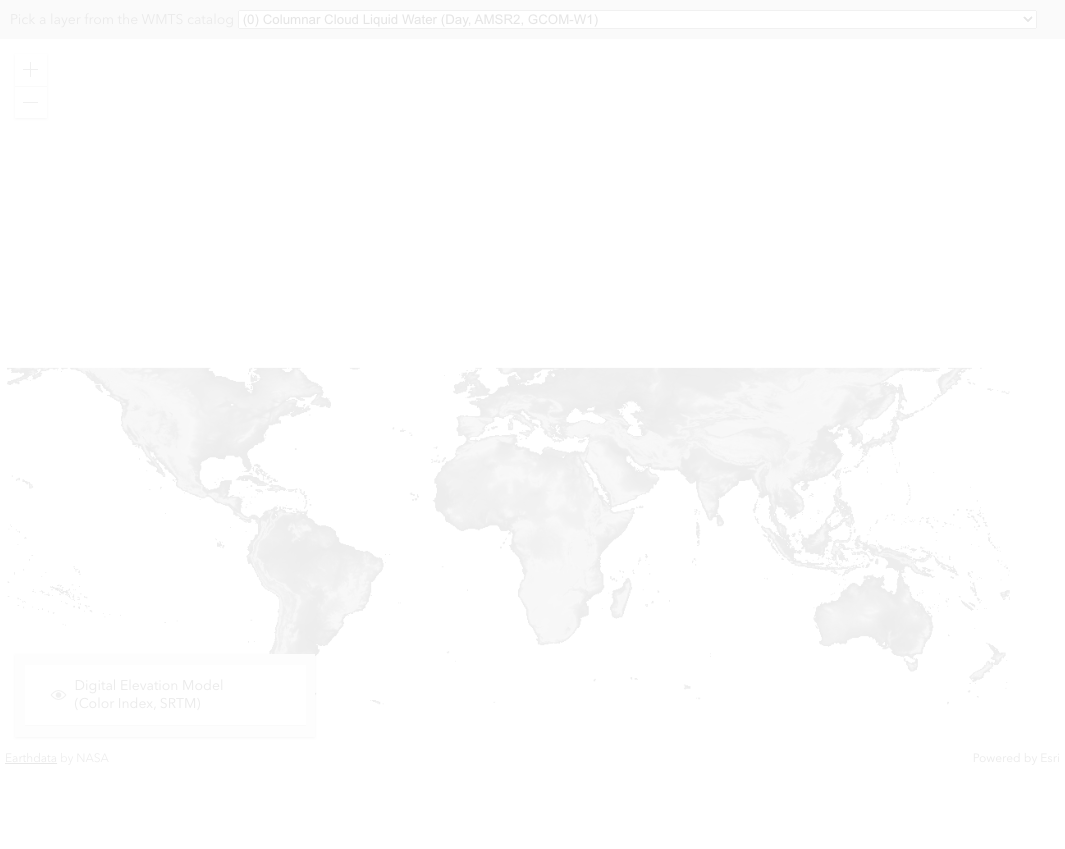 Pick a layer from the WMTS catalog (0) Columnar Cloud Liquid Water (Day, AMSR2, GCOM-W1)
Digital Elevation Model
(Color Index, SRTM)
Earthdata by NASA
Powered by Esri